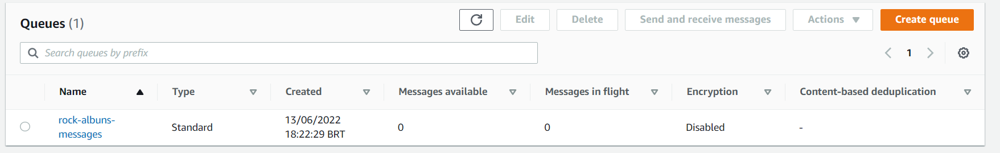 Queues (1)
Edit
Delete
Send and receive messages
Actions
Create queue
Search queues by prefix
1
Name
Type
Created
Messages available
Messages in flight
Encryption
Content-based deduplication
rock-albuns-
messages
Standard
13/06/2022
18:22:29 BRT
0
0
Disabled
-